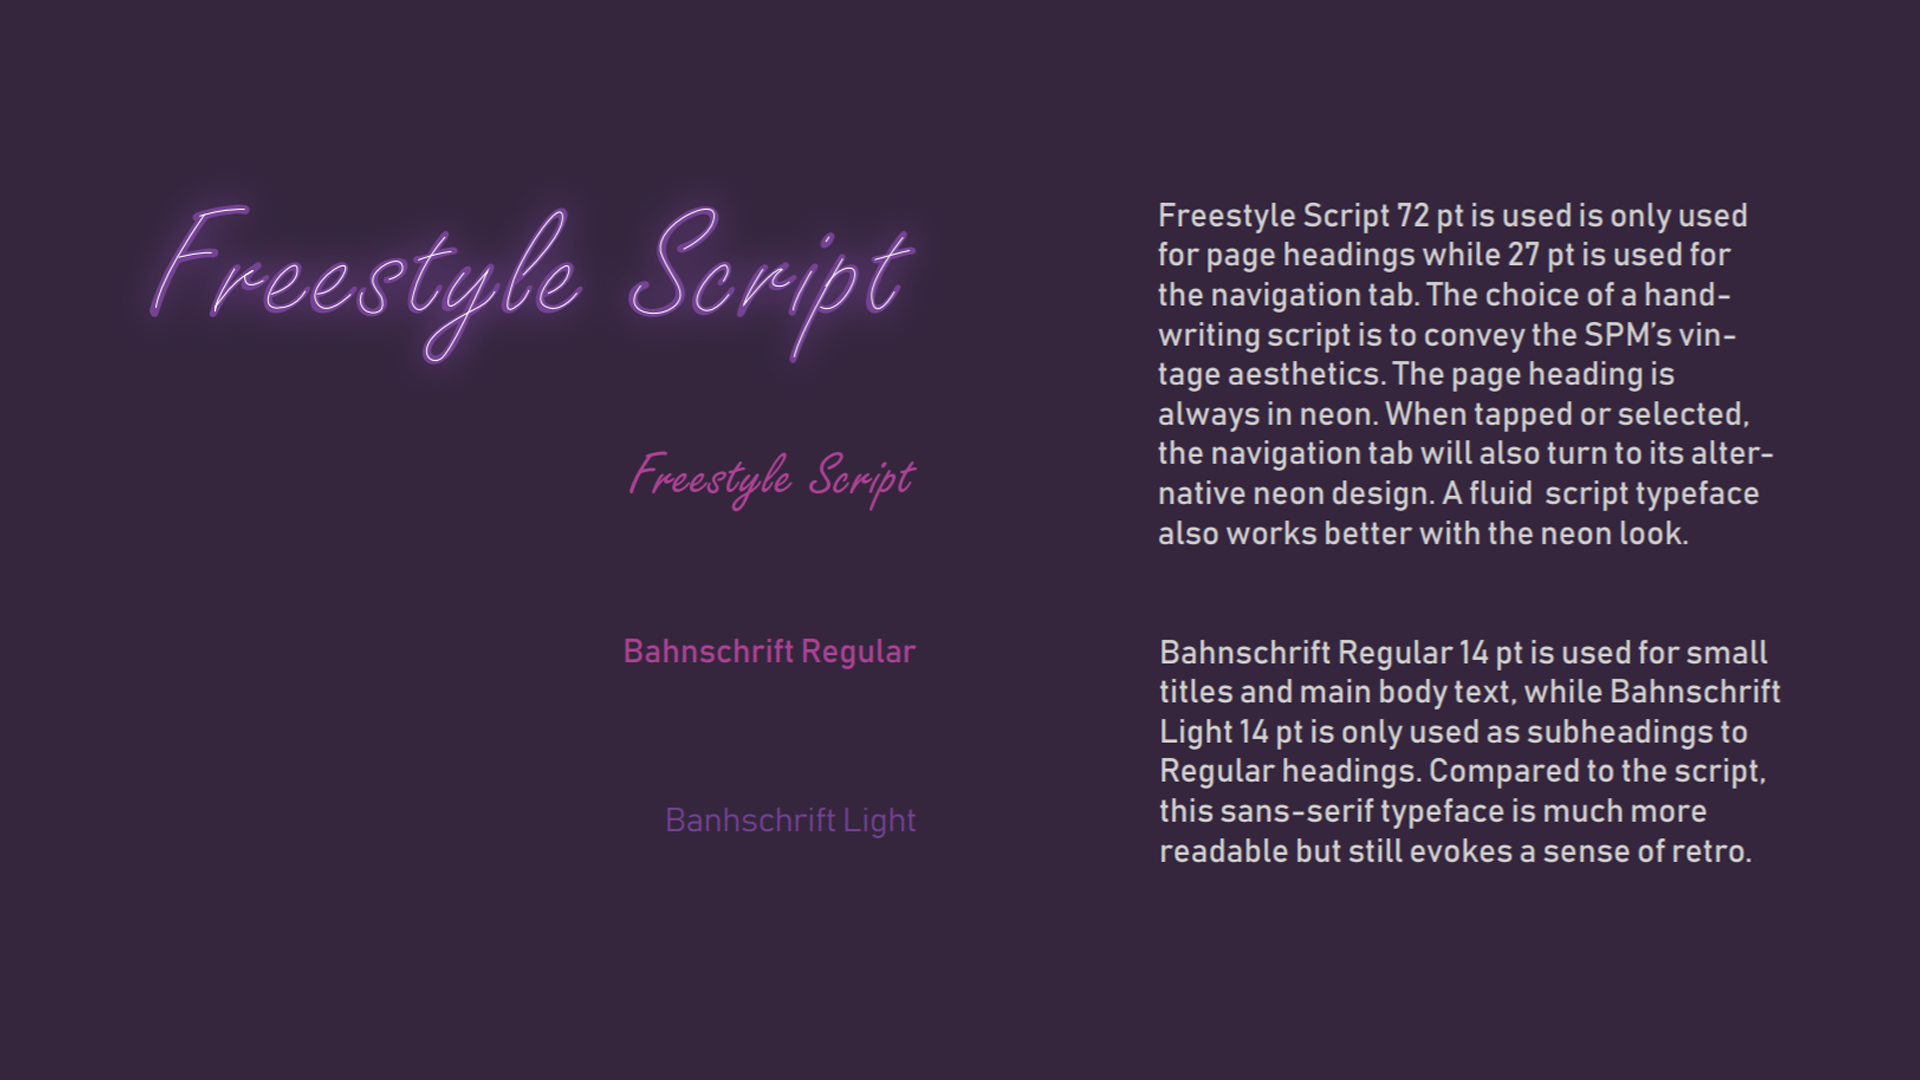 Freestyle Script
Freestyle Script 72 pt is used is only used
for page headings while 27 pt is used for
the navigation tab. The choice of a hand-
writing script is to convey the SPM’s vin-
tage aesthetics. The page heading is
always in neon. When tapped or selected,
the navigation tab will also turn to its alter-
native neon design. A fluid  script typeface
also works better with the neon look.
Freestyle Script
Bahnschrift Regular
Bahnschrift Regular 14 pt is used for small
titles and main body text, while Bahnschrift
Light 14 pt is only used as subheadings to
Regular headings. Compared to the script,
this sans-serif typeface is much more
readable but still evokes a sense of retro.
Banhschrift Light